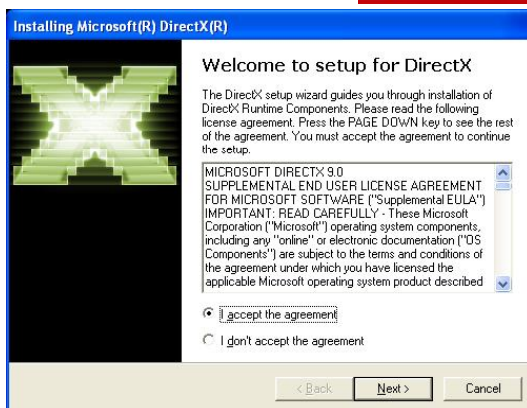 Installing Microsoft(R) DirectX(R)
Welcome to setup for DirectX
The DirectX setup wizard guides you through installation of
DirectX Runtime Components. Please read the following
license agreement. Press the PAGE DOWN key to see the rest
of the agreement. You must accept the agreement to continue
the setup.
MICROSOFT DIRECTX 9.0
SUPPLEMENTAL END USER LICENSE AGREEMENT
FOR MICROSOFT SOFTWARE ("Supplemental EULA")
IMPORTANT: READ CAREFULLY - These Microsoft
Corporation ("Microsoft") operating system components,
including any "online" or electronic documentation ("OS
Components") are subject to the terms and conditions of
the agreement under which you have licensed the
applicable Microsoft operating system product described
I accept the agreement
I don't accept the agreement
< Back Next > Cancel